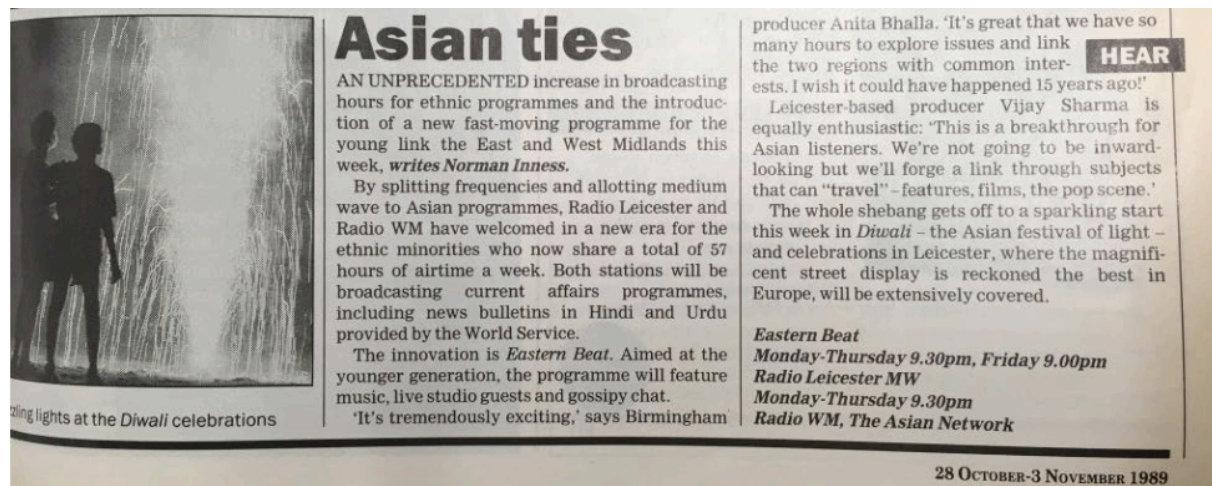 zling lights at the Diwali celebrations
Asian ties
AN UNPRECEDENTED increase in broadcasting
hours for ethnic programmes and the introduc-
tion of a new fast-moving programme for the
young link the East and West Midlands this
week, writes Norman Inness.
By splitting frequencies and allotting medium
wave to Asian programmes, Radio Leicester and
Radio WM have welcomed in a new era for the
ethnic minorities who now share a total of 57
hours of airtime a week. Both stations will be
broadcasting current affairs programmes,
including news bulletins in Hindi and Urdu
provided by the World Service.
The innovation is Eastern Beat. Aimed at the
younger generation, the programme will feature
music, live studio guests and gossipy chat.
‘It's tremendously exciting,’ says Birmingham
producer Anita Bhalla. ‘It's great that we have so
many hours to explore issues and link
the two regions with common inter-
ests. I wish it could have happened 15 years ago!’
HEAR
Leicester-based producer Vijay Sharma is
equally enthusiastic: ‘This is a breakthrough for
Asian listeners. We're not going to be inward-
looking but we'll forge a link through subjects
that can “travel” – features, films, the pop scene.’
The whole shebang gets off to a sparkling start
this week in Diwali – the Asian festival of light –
and celebrations in Leicester, where the magnifi-
cent street display is reckoned the best in
Europe, will be extensively covered.
Eastern Beat
Monday-Thursday 9.30pm, Friday 9.00pm
Radio Leicester MW
Monday-Thursday 9.30pm
Radio WM, The Asian Network
28 OCTOBER-3 NOVEMBER 1989